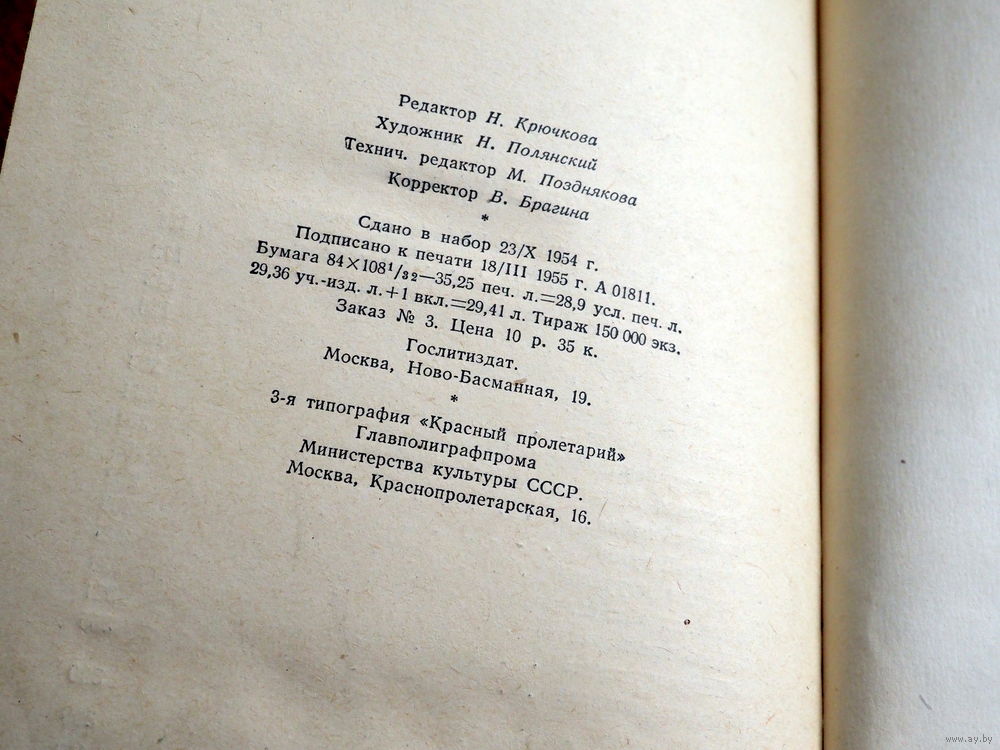 Редактор Н. Крючкова
Художник Н. Полянский
Технич. редактор М. Позднякова
Корректор В. Брагина
*
Сдано в набор 23/X 1954 г.
Подписано к печати 18/III 1955 г. А 01811.
Бумага 84×108¹/₃₂—35,25 печ. л.=28,9 усл. печ. л.
29,36 уч.-изд. л.+1 вкл.=29,41 л. Тираж 150 000 экз.
Заказ № 3. Цена 10 р. 35 к.
Гослитиздат.
Москва, Ново-Басманная, 19.
*
3-я типография «Красный пролетарий»
Главполиграфпрома
Министерства культуры СССР.
Москва, Краснопролетарская, 16.
www.ay.by